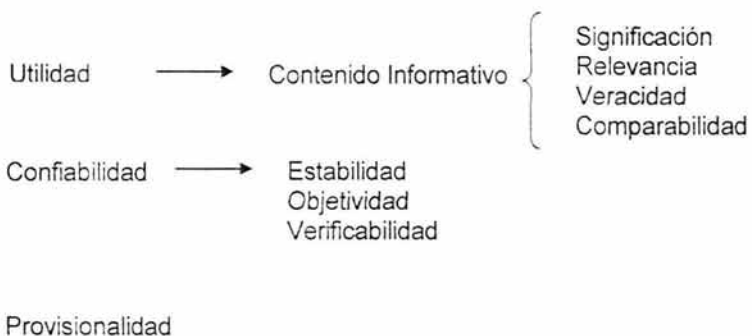 Utilidad
Contenido Informativo
Significación
Relevancia
Veracidad
Comparabilidad
Confiabilidad
Estabilidad
Objetividad
Verificabilidad
Provisionalidad